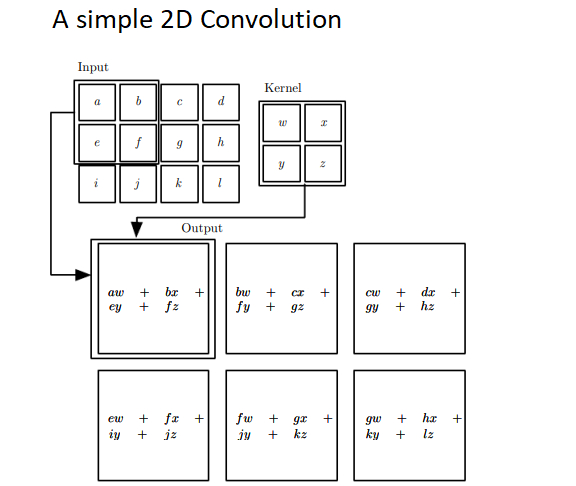 A simple 2D Convolution
Input
Kernel
a b c d
w x
e f g h
y z
i j k l
Output
aw + bx +
ey + fz
bw + cx +
fy + gz
cw + dx +
gy + hz
ew + fx +
iy + jz
fw + gx +
jy + kz
gw + hx +
ky + lz